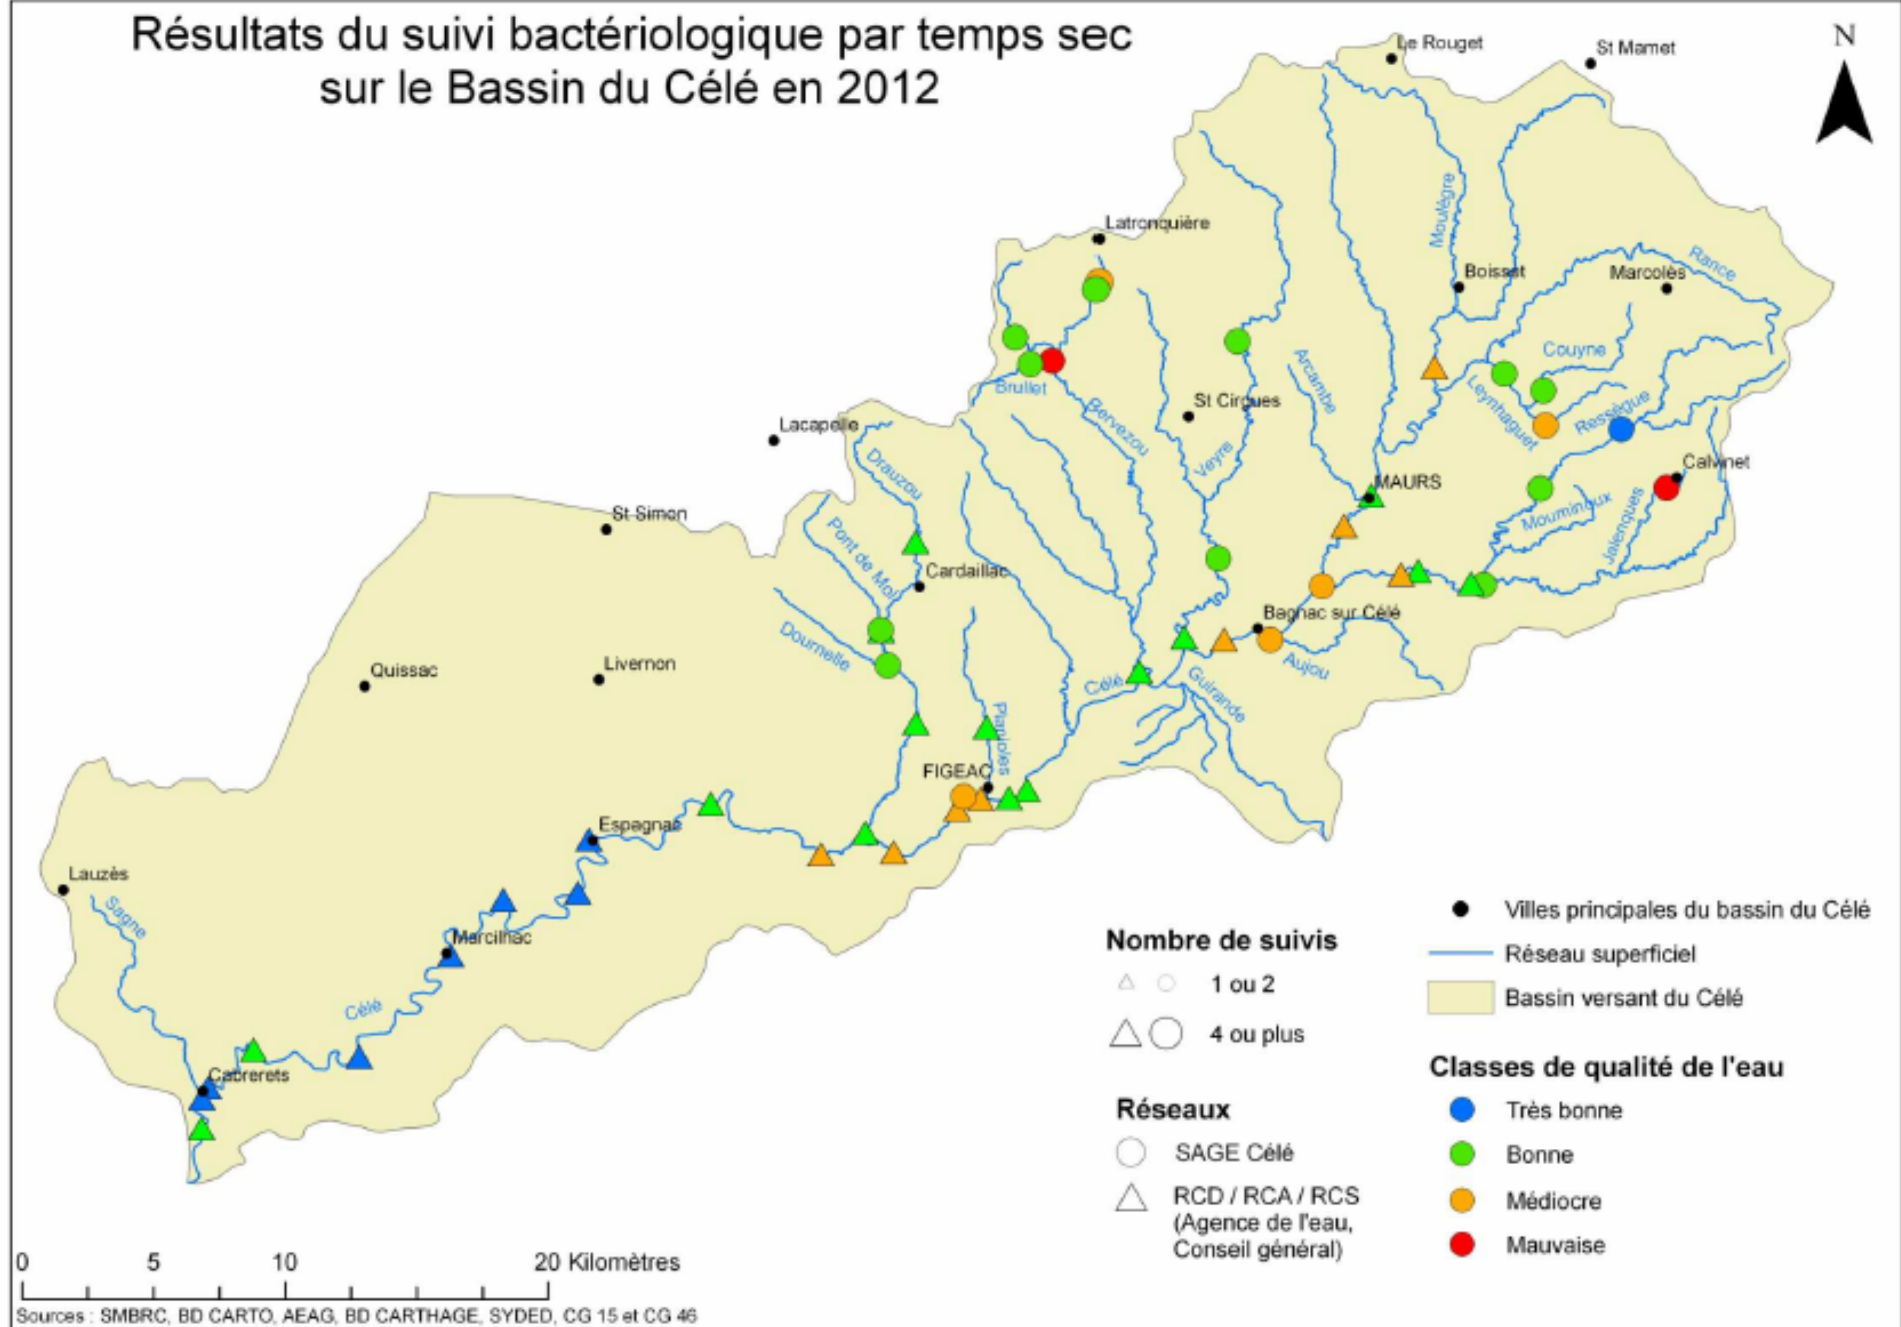 Résultats du suivi bactériologique par temps sec
sur le Bassin du Célé en 2012
N
Le Rouget
St Mamet
Latronquière
Moulègre
Boisset
Marcolès
Rance
Couyne
Arcambe
Brullet
Bervezou
St Cirgues
Leynhaguet
Ressègue
Lacapelle
Drauzou
Veyre
Calvinet
MAURS
St Simon
Pont de Mol
Moumineux
Jalenques
Cardaillac
Bagnac sur Célé
Dournelle
Aujou
Quissac
Livernon
Célé
Guirande
Planioles
FIGEAC
Espagnac
Lauzès
Sagne
Marcilhac
Célé
Cabrerets
Nombre de suivis
1 ou 2
4 ou plus
Réseaux
SAGE Célé
RCD / RCA / RCS
(Agence de l'eau,
Conseil général)
Villes principales du bassin du Célé
Réseau superficiel
Bassin versant du Célé
Classes de qualité de l'eau
Très bonne
Bonne
Médiocre
Mauvaise
0 5 10 20 Kilomètres
Sources : SMBRC, BD CARTO, AEAG, BD CARTHAGE, SYDED, CG 15 et CG 46